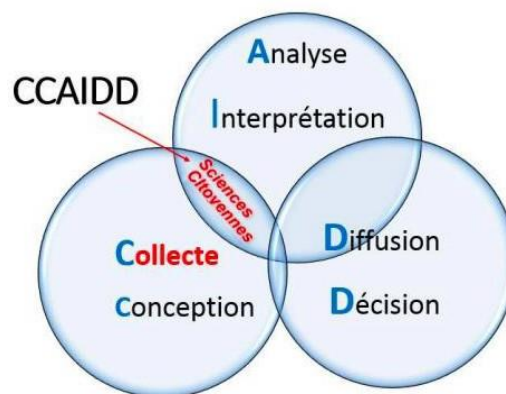 Analyse
CCAIDD
Interprétation
Sciences
CItoyennes
Collecte
Diffusion
Conception
Décision